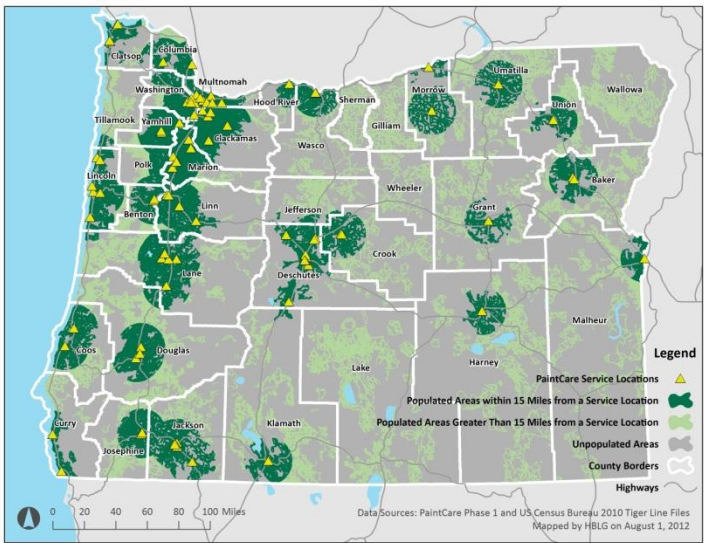 Clatsop
Columbia
Multnomah
Washington
Hood River
Sherman
Morrow
Umatilla
Union
Wallowa
Tillamook
Yamhill
Clackamas
Wasco
Gilliam
Polk
Marion
Wheeler
Baker
Lincoln
Benton
Linn
Jefferson
Grant
Crook
Lane
Deschutes
Malheur
Coos
Douglas
Lake
Harney
Curry
Josephine
Jackson
Klamath
Legend
PaintCare Service Locations
Populated Areas within 15 Miles from a Service Location
Populated Areas Greater Than 15 Miles from a Service Location
Unpopulated Areas
County Borders
Highways
0 20 40 60 80 100 Miles
Data Sources: PaintCare Phase 1 and US Census Bureau 2010 Tiger Line Files
Mapped by HBLG on August 1, 2012